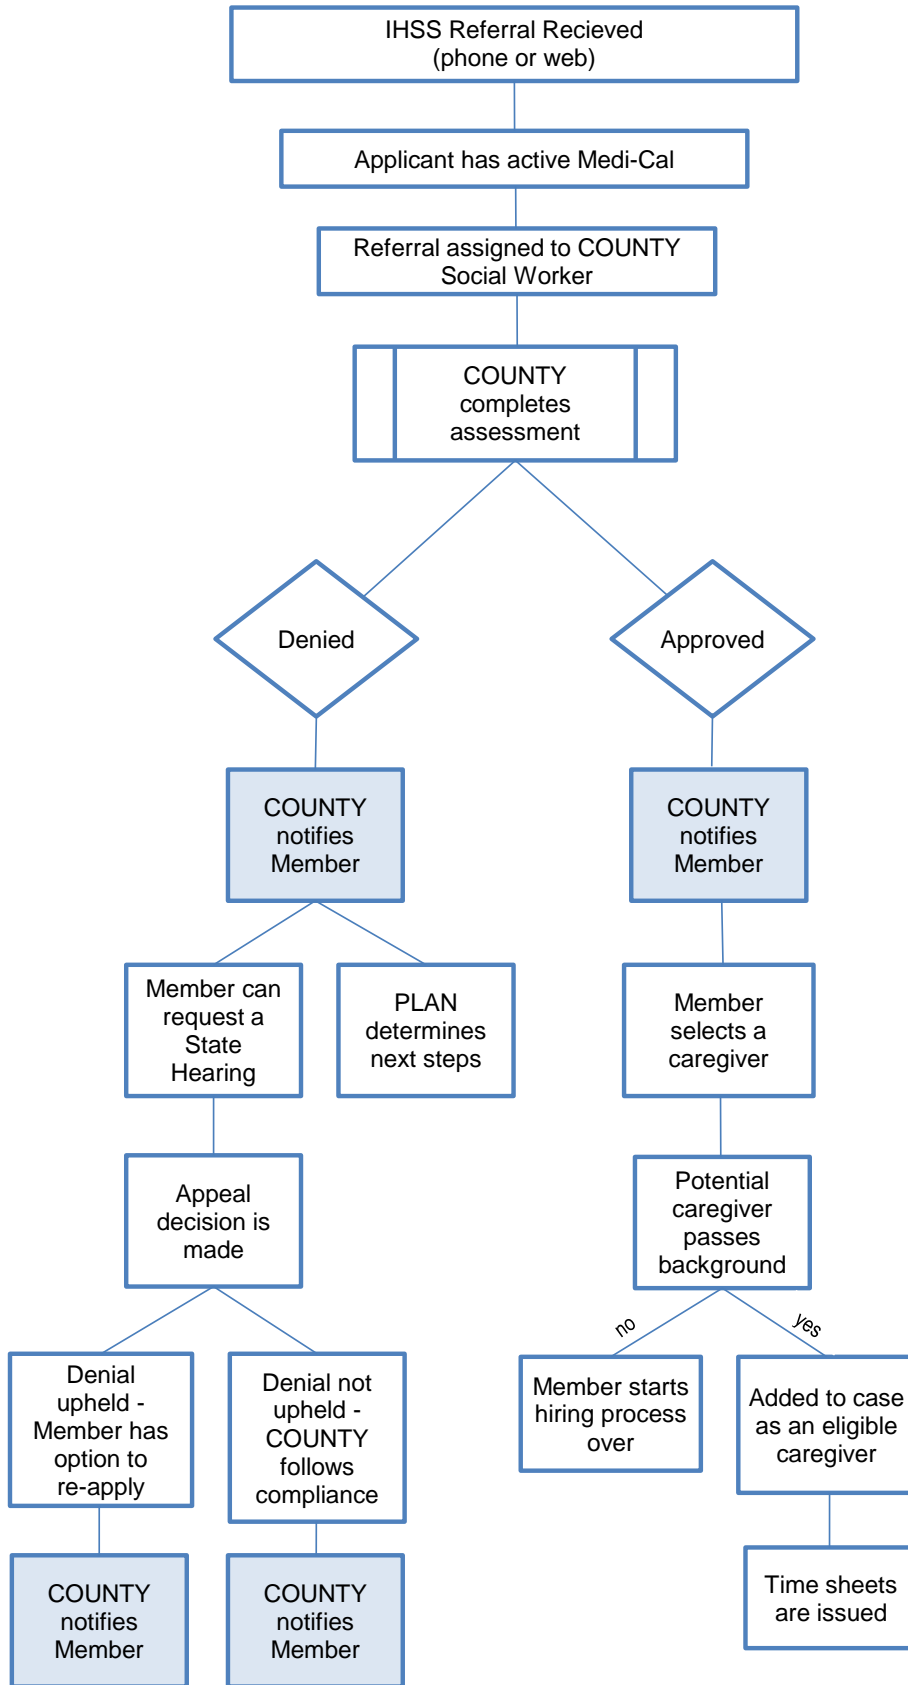 IHSS Referral Recieved
(phone or web)
Applicant has active Medi-Cal
Referral assigned to COUNTY
Social Worker
COUNTY
completes
assessment
Denied
Approved
COUNTY
notifies
Member
COUNTY
notifies
Member
Member can
request a
State
Hearing
PLAN
determines
next steps
Member
selects a
caregiver
Appeal
decision is
made
Potential
caregiver
passes
background
no
yes
Denial
upheld -
Member has
option to
re-apply
Denial not
upheld -
COUNTY
follows
compliance
Member starts
hiring process
over
Added to case
as an eligible
caregiver
COUNTY
notifies
Member
COUNTY
notifies
Member
Time sheets
are issued